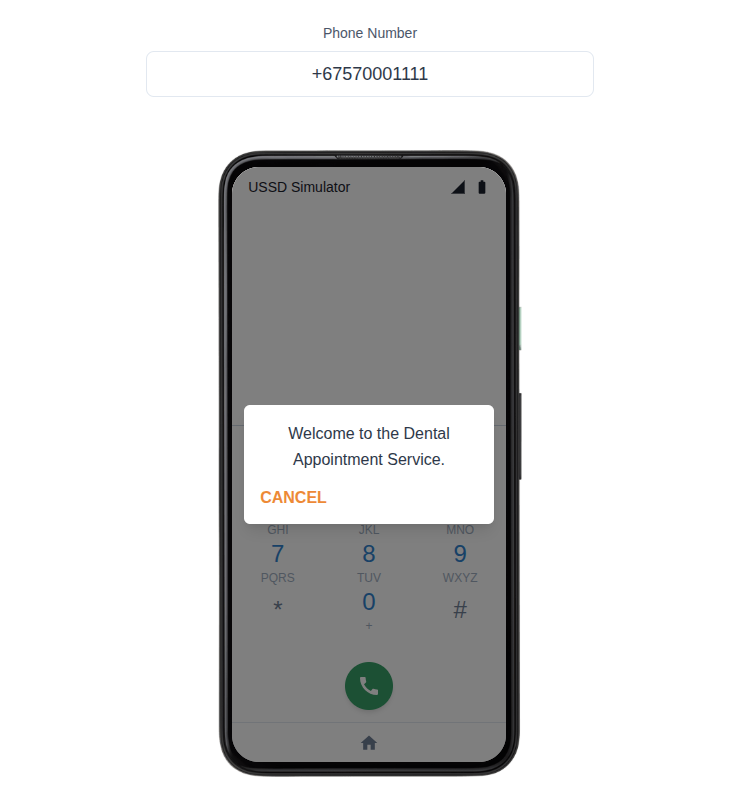 Phone Number
+67570001111
USSD Simulator
Welcome to the Dental
Appointment Service.
CANCEL
GHI JKL MNO
7 8 9
PQRS TUV WXYZ
* 0 #
+